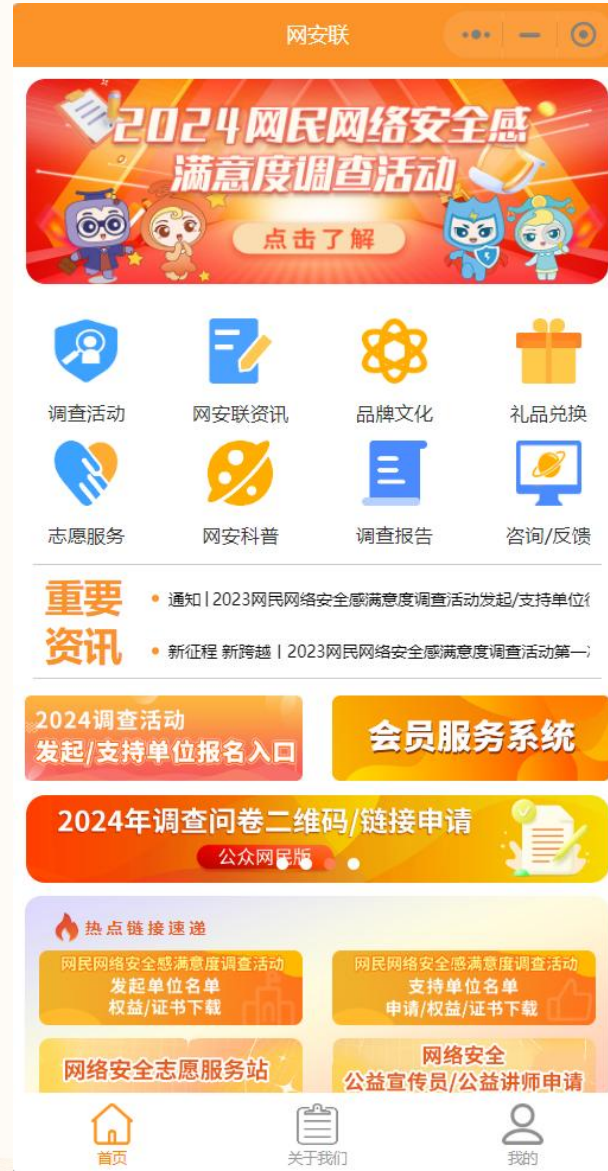 网安联
2024网民网络安全感
满意度调查活动
点击了解
调查活动 网安联资讯 品牌文化 礼品兑换
志愿服务 网安科普 调查报告 咨询/反馈
重要
资讯
通知|2023网民网络安全感满意度调查活动发起/支持单位
新征程 新跨越丨2023网民网络安全感满意度调查活动第一
2024调查活动
发起/支持单位报名入口
会员服务系统
2024年调查问卷二维码/链接申请
公众网民版
热点链接速递
网民网络安全感满意度调查活动
发起单位名单
权益/证书下载
网民网络安全感满意度调查活动
支持单位名单
申请/权益/证书下载
网络安全志愿服务站
网络安全
公益宣传员/公益讲师申请
首页 关于我们 我的